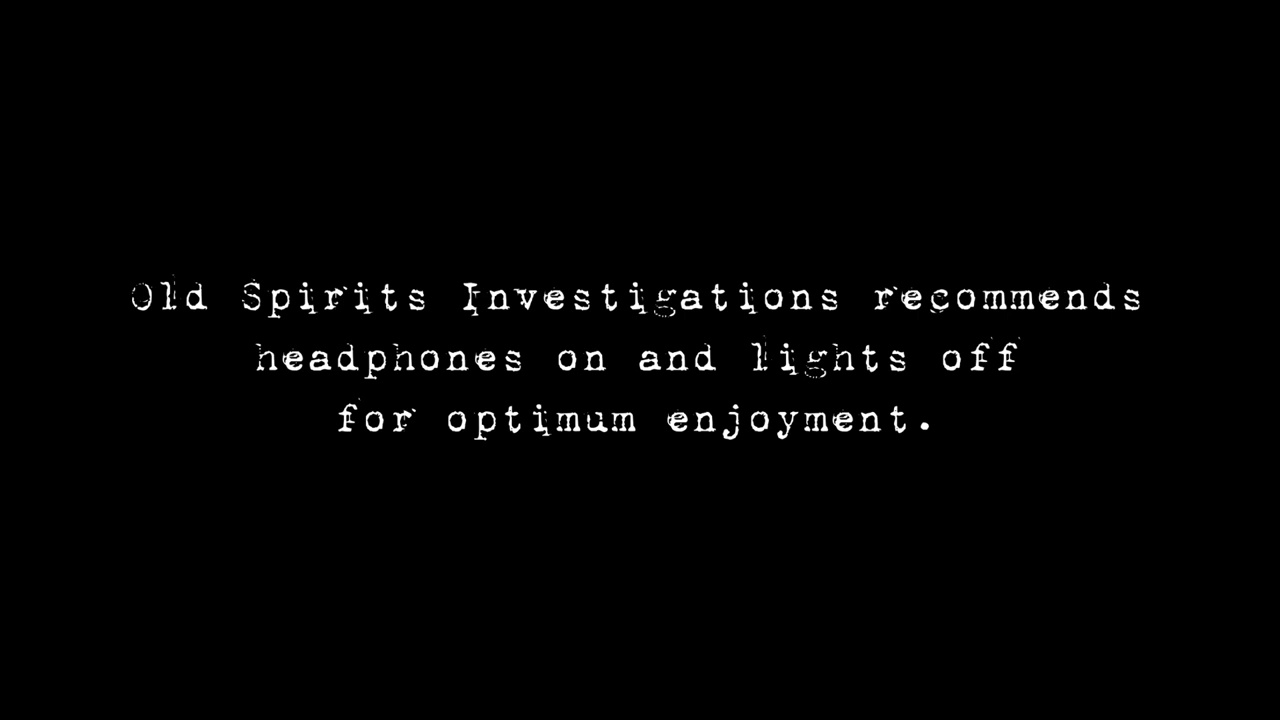 Old Spirits Investigations recommends
headphones on and lights off
for optimum enjoyment.